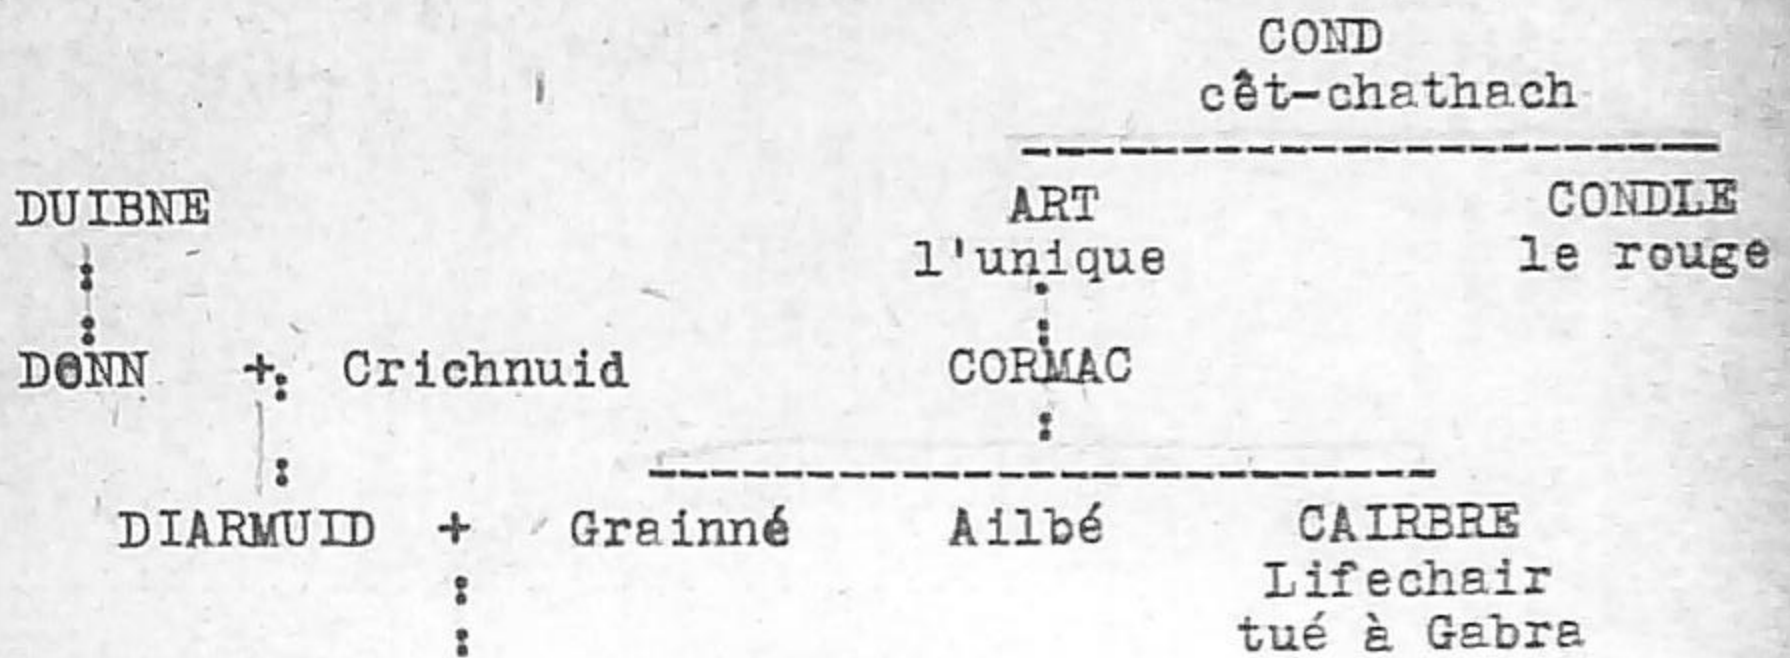 COND
cêt-chathach
DUIBNE ART CONDLE
l'unique le rouge
DONN + Crichnuid CORMAC
DIARMUID + Grainné Ailbé CAIRBRE
Lifechair
tué à Gabra